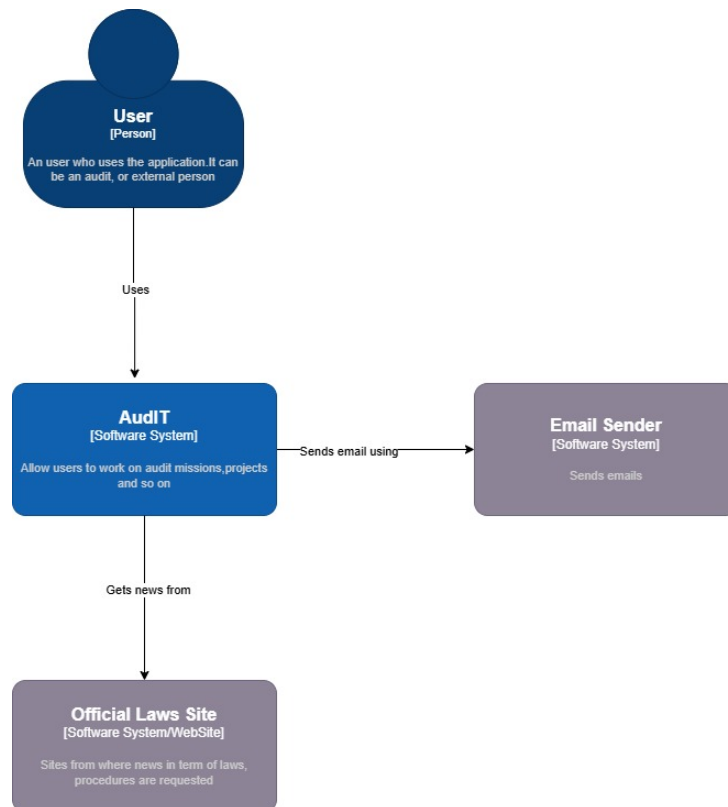 User
[Person]
An user who uses the application.It can
be an audit, or external person
Uses
AudIT
[Software System]
Allow users to work on audit missions,projects
and so on
Sends email using
Email Sender
[Software System]
Sends emails
Gets news from
Official Laws Site
[Software System/WebSite]
Sites from where news in term of laws,
procedures are requested